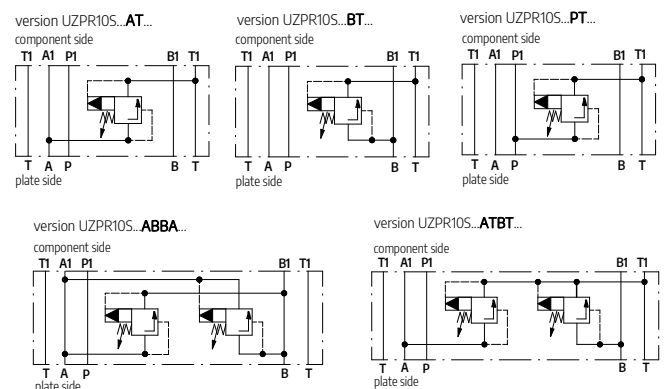 version UZPR10S...AT...
component side
T1 A1 P1 B1 T1
T A P B T
plate side
version UZPR10S...BT...
component side
T1 A1 P1 B1 T1
T A P B T
plate side
version UZPR10S...PT...
component side
T1 A1 P1 B1 T1
T A P B T
plate side
version UZPR10S...ABBA...
component side
T1 A1 P1 B1 T1
T A P B T
plate side
version UZPR10S...ATBT...
component side
T1 A1 P1 B1 T1
T A P B T
plate side